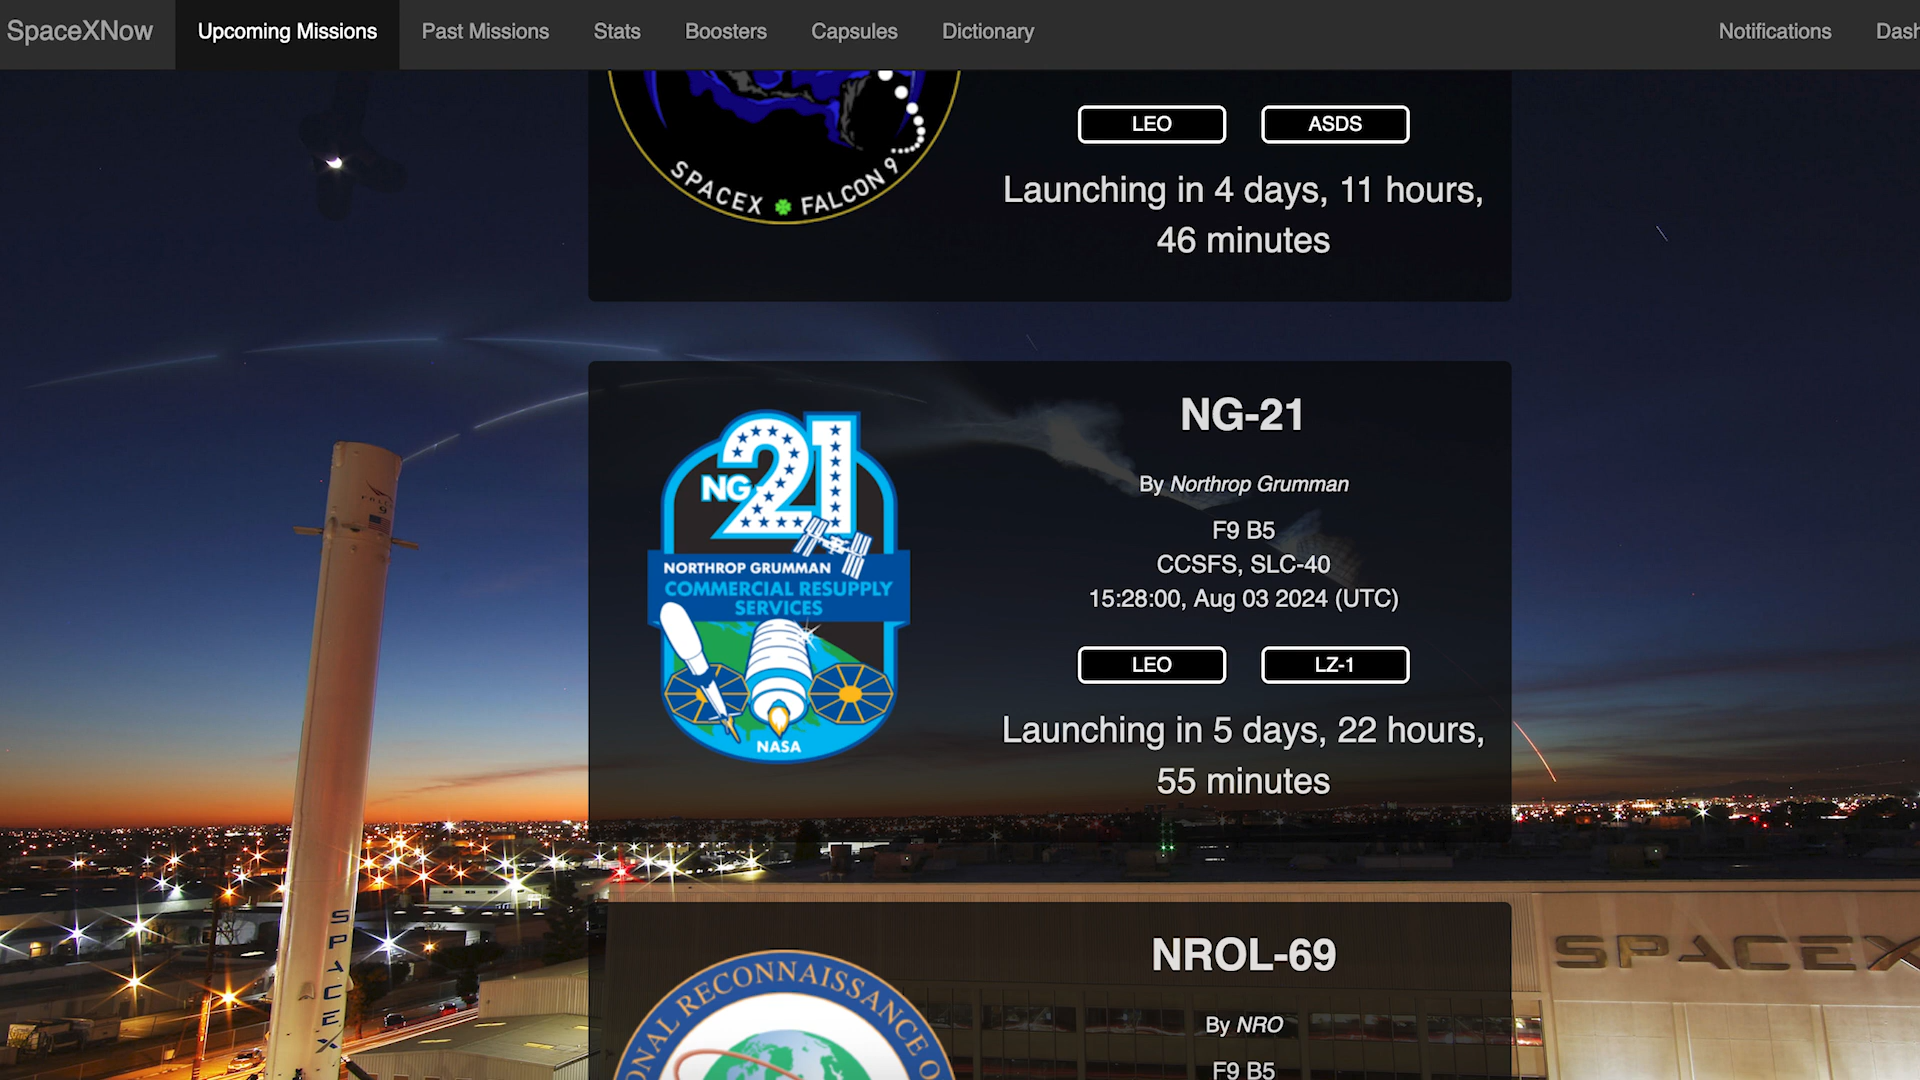 SpaceXNow
Upcoming Missions
Past Missions
Stats
Boosters
Capsules
Dictionary
Notifications
Dash
SPACEX FALCON 9
LEO
ASDS
Launching in 4 days, 11 hours,
46 minutes
NG 21
NORTHROP GRUMMAN
COMMERCIAL RESUPPLY
SERVICES
NASA
NG-21
By Northrop Grumman
F9 B5
CCSFS, SLC-40
15:28:00, Aug 03 2024 (UTC)
LEO
LZ-1
Launching in 5 days, 22 hours,
55 minutes
SPACEX
SPACEX
ONAL RECONNAISSANCE O
NROL-69
By NRO
F9 B5